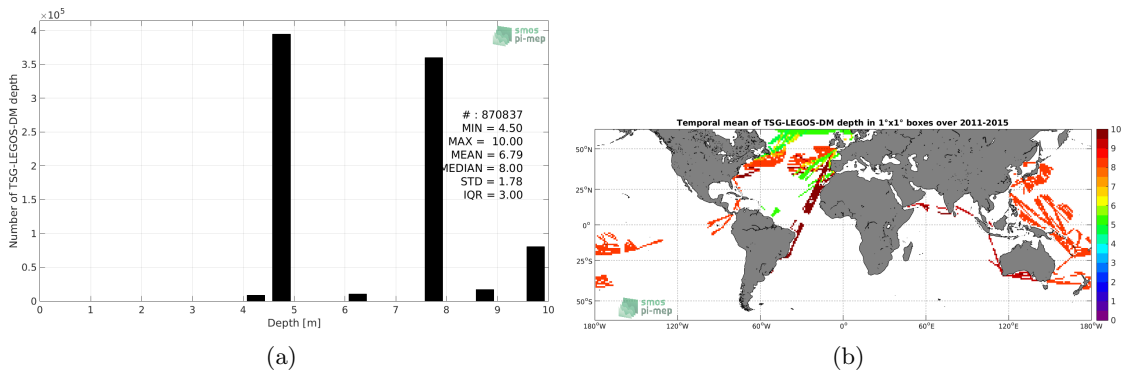 ×10⁵
4
3.5
3
2.5
2
1.5
1
0.5
0
Number of TSG-LEGOS-DM depth
smos
pi-mep
# : 870837
MIN = 4.50
MAX = 10.00
MEAN = 6.79
MEDIAN = 8.00
STD = 1.78
IQR = 3.00
0 1 2 3 4 5 6 7 8 9 10
Depth [m]
(a)
Temporal mean of TSG-LEGOS-DM depth in 1°x1° boxes over 2011-2015
50°N
25°N
0°
25°S
50°S
smos
pi-mep
180°W 120°W 60°W 0° 60°E 120°E 180°W
10
9
8
7
6
5
4
3
2
1
0
(b)